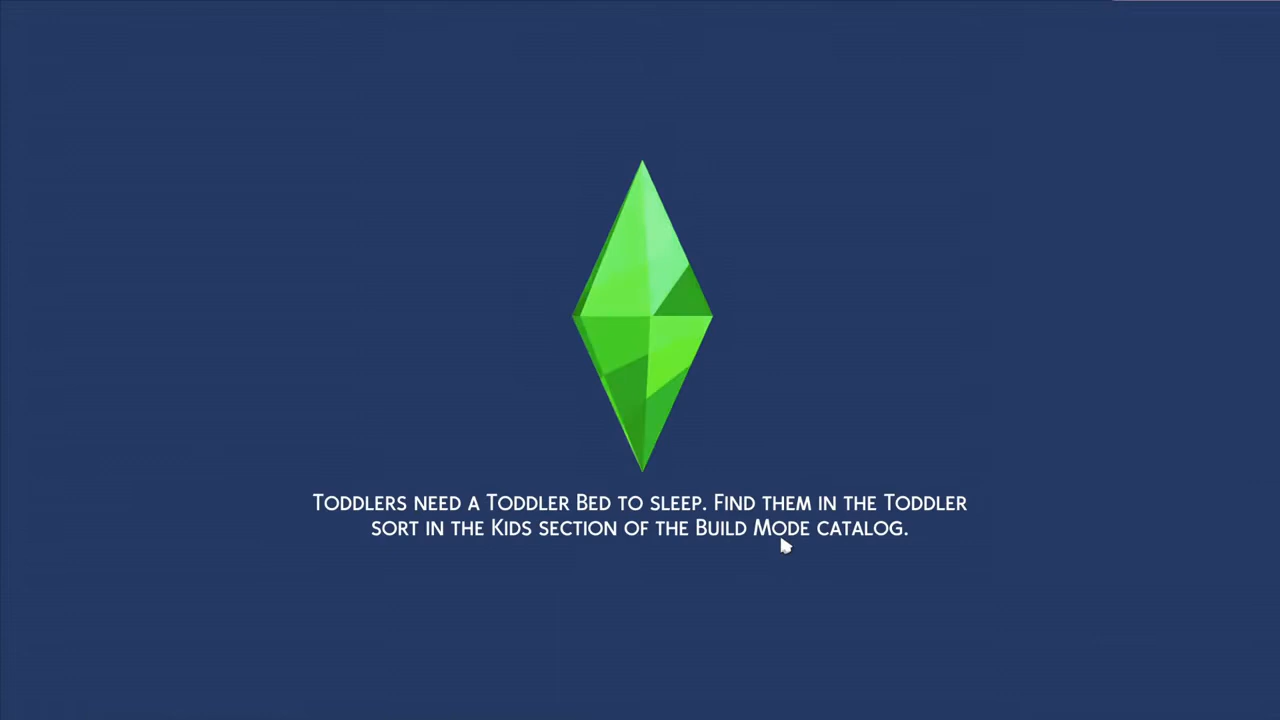 Toddlers need a Toddler Bed to sleep. Find them in the Toddler
sort in the Kids section of the Build Mode catalog.